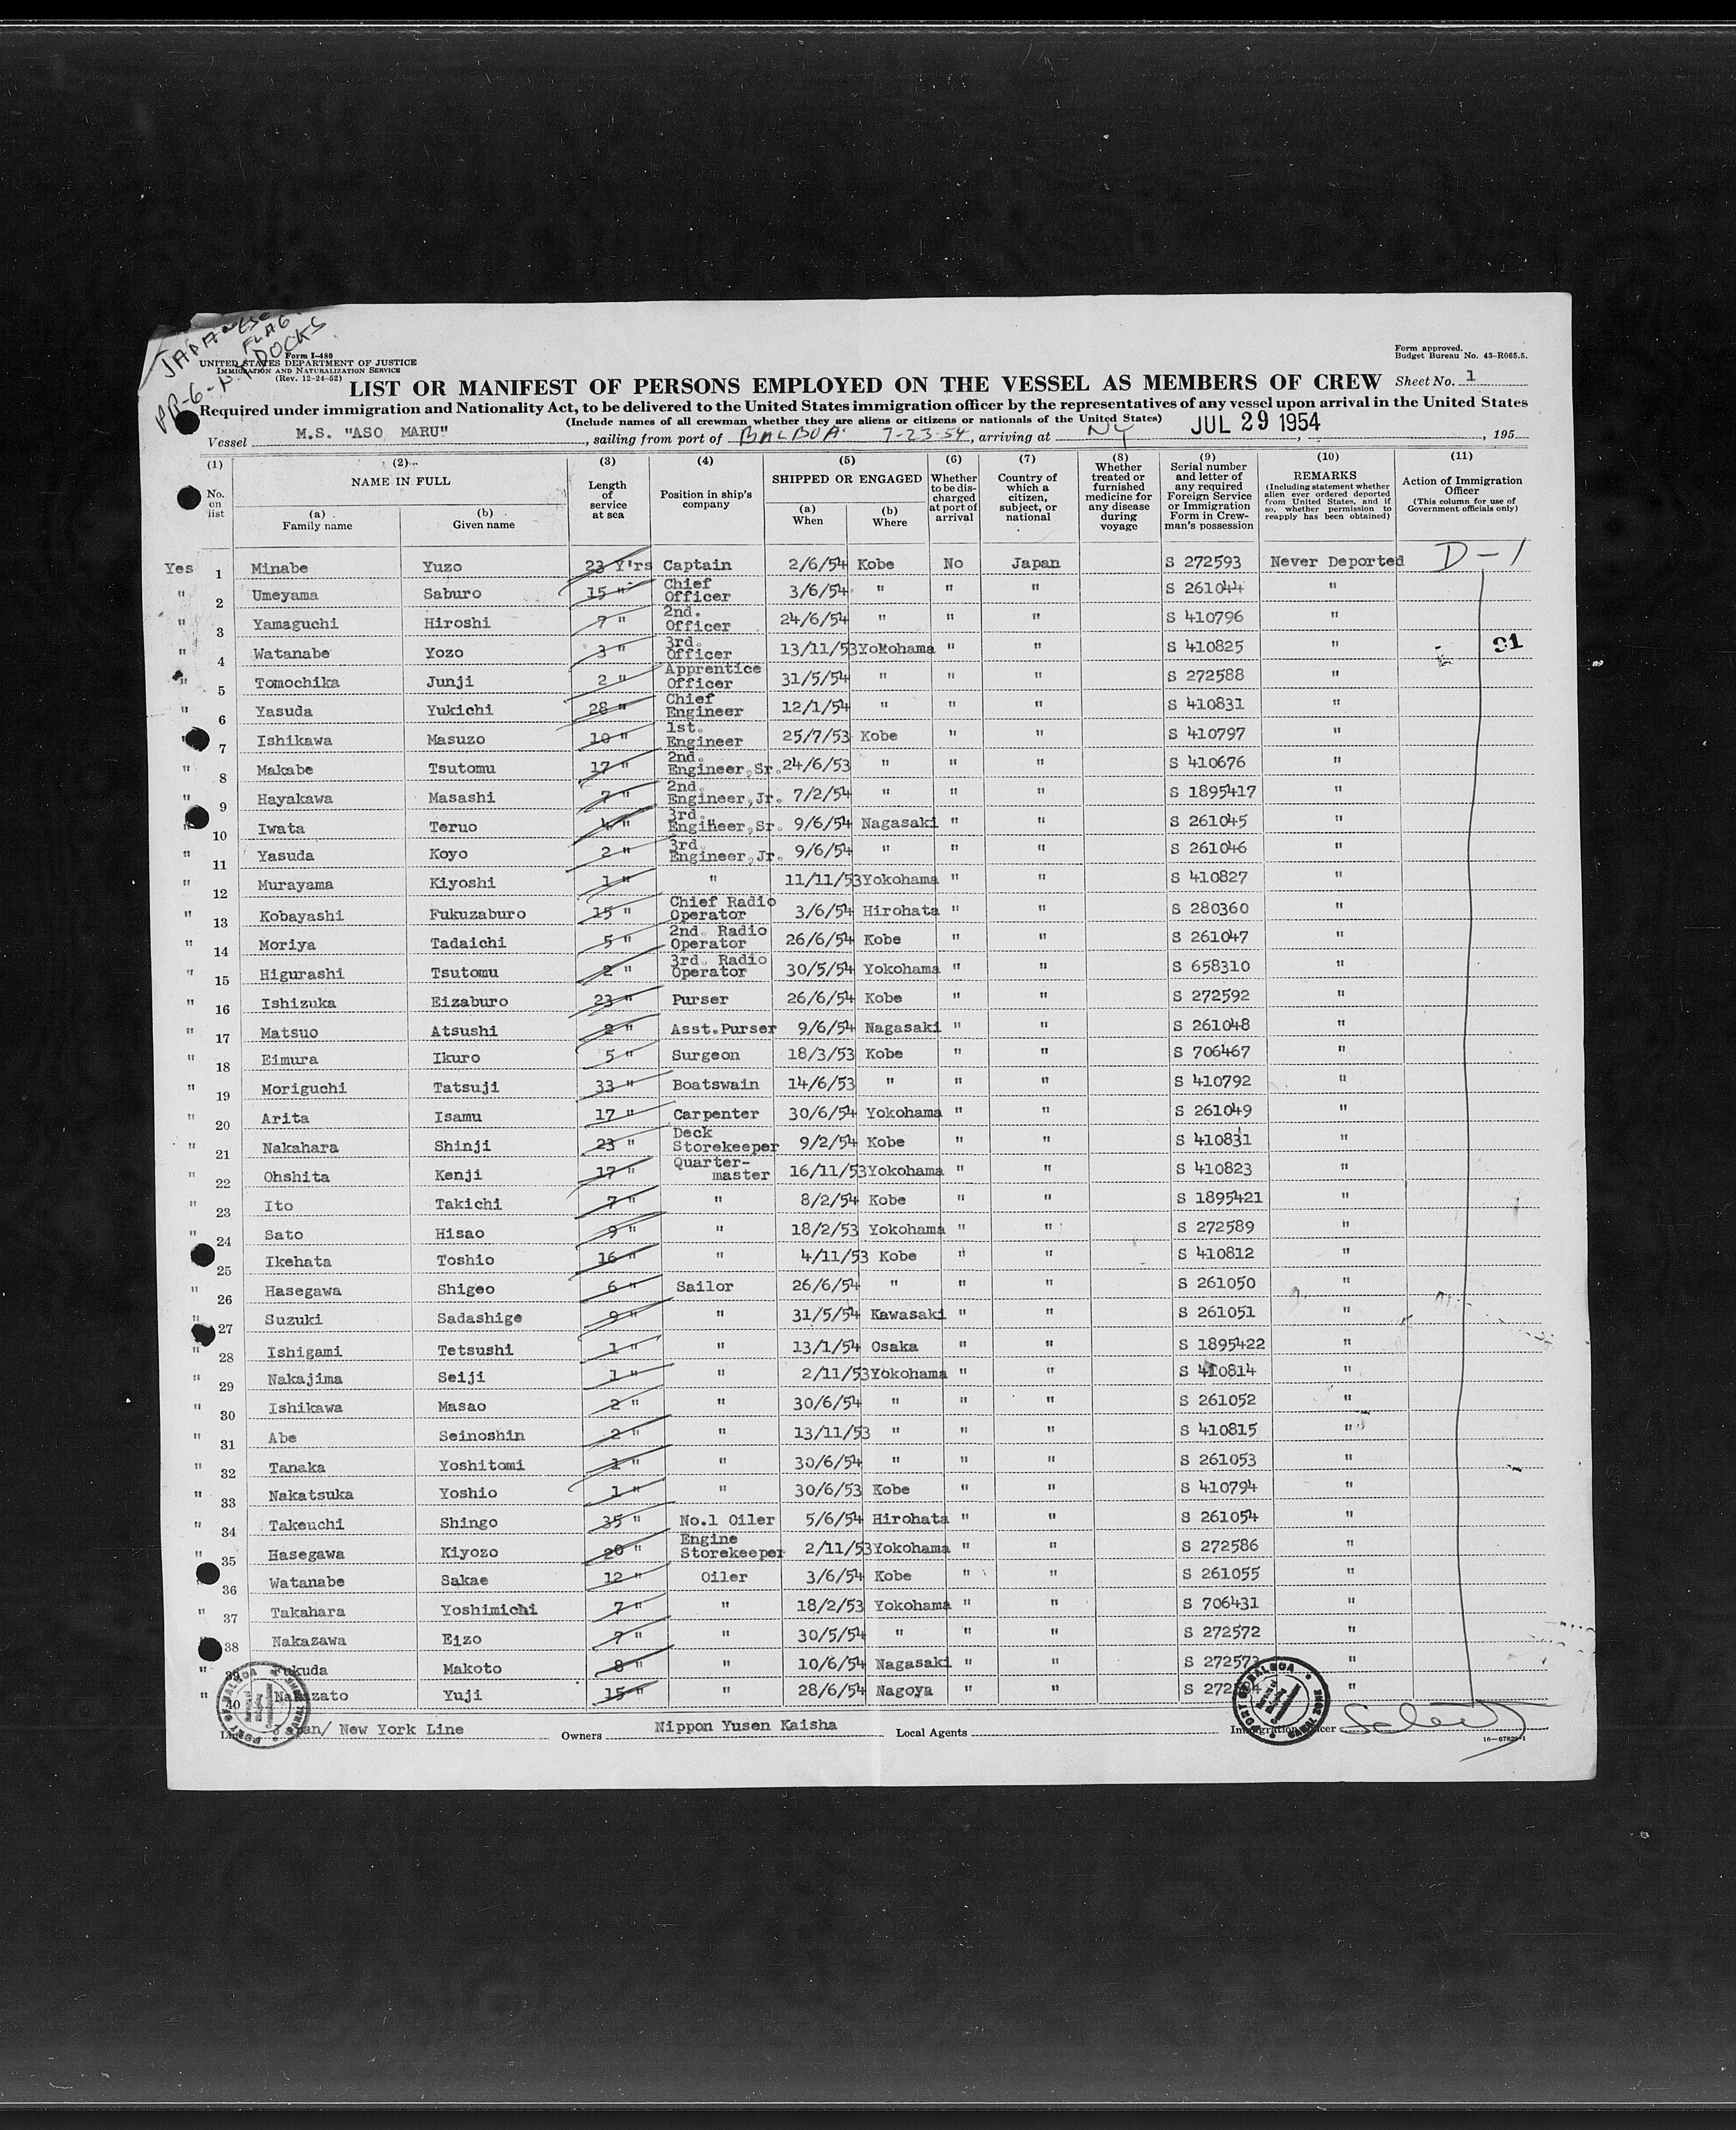 JAPANESE
FLAG
DOCKS
PR-6-
Form I-480
UNITED STATES DEPARTMENT OF JUSTICE
IMMIGRATION AND NATURALIZATION SERVICE
(Rev. 12-24-52)
Form approved.
Budget Bureau No. 43-R065.5.
LIST OR MANIFEST OF PERSONS EMPLOYED ON THE VESSEL AS MEMBERS OF CREW Sheet No. 1
Required under immigration and Nationality Act, to be delivered to the United States immigration officer by the representatives of any vessel upon arrival in the United States
(Include names of all crewman whether they are aliens or citizens or nationals of the United States)
Vessel M.S. "ASO MARU", sailing from port of BALBOA 7-23-54, arriving at NY JUL 29 1954, 195
(1) No. on list
(2) NAME IN FULL (a) Family name (b) Given name
(3) Length of service at sea
(4) Position in ship's company
(5) SHIPPED OR ENGAGED (a) When (b) Where
(6) Whether to be discharged at port of arrival
(7) Country of which a citizen, subject, or national
(8) Whether treated or furnished medicine for any disease during voyage
(9) Serial number and letter of any required Foreign Service or Immigration Form in Crewman's possession
(10) REMARKS (Including statement whether alien ever ordered deported from United States, and if so, whether permission to reapply has been obtained)
(11) Action of Immigration Officer (This column for use of Government officials only)
Yes 1 Minabe Yuzo 23 Y'rs Captain 2/6/54 Kobe No Japan S 272593 Never Deported D-1
" 2 Umeyama Saburo 15 " Chief Officer 3/6/54 " " " S 261044 "
" 3 Yamaguchi Hiroshi 7 " 2nd. Officer 24/6/54 " " " S 410796 "
" 4 Watanabe Yozo 3 " 3rd. Officer 13/11/53 Yokohama " " S 410825 " 91
" 5 Tomochika Junji 2 " Apprentice Officer 31/5/54 " " " S 272588 "
" 6 Yasuda Yukichi 28 " Chief Engineer 12/1/54 " " " S 410831 "
" 7 Ishikawa Masuzo 10 " 1st. Engineer 25/7/53 Kobe " " S 410797 "
" 8 Makabe Tsutomu 17 " 2nd. Engineer, Sr. 24/6/53 " " " S 410676 "
" 9 Hayakawa Masashi 7 " 2nd. Engineer, Jr. 7/2/54 " " " S 1895417 "
" 10 Iwata Teruo 4 " 3rd. Engineer, Sr. 9/6/54 Nagasaki " " S 261045 "
" 11 Yasuda Koyo 2 " 3rd. Engineer, Jr. 9/6/54 " " " S 261046 "
" 12 Murayama Kiyoshi 1 " " 11/11/53 Yokohama " " S 410827 "
" 13 Kobayashi Fukuzaburo 15 " Chief Radio Operator 3/6/54 Hirohata " " S 280360 "
" 14 Moriya Tadaichi 5 " 2nd. Radio Operator 26/6/54 Kobe " " S 261047 "
" 15 Higurashi Tsutomu 2 " 3rd. Radio Operator 30/5/54 Yokohama " " S 658310 "
" 16 Ishizuka Eizaburo 23 " Purser 26/6/54 Kobe " " S 272592 "
" 17 Matsuo Atsushi 2 " Asst.Purser 9/6/54 Nagasaki " " S 261048 "
" 18 Eimura Ikuro 5 " Surgeon 18/3/53 Kobe " " S 706467 "
" 19 Moriguchi Tatsuji 33 " Boatswain 14/6/53 " " " S 410792 "
" 20 Arita Isamu 17 " Carpenter 30/6/54 Yokohama " " S 261049 "
" 21 Nakahara Shinji 23 " Deck Storekeeper 9/2/54 Kobe " " S 410831 "
" 22 Ohshita Kenji 17 " Quarter-master 16/11/53 Yokohama " " S 410823 "
" 23 Ito Takichi 7 " " 8/2/54 Kobe " " S 1895421 "
" 24 Sato Hisao 9 " " 18/2/53 Yokohama " " S 272589 "
25 Ikehata Toshio 16 " " 4/11/53 Kobe " " S 410812 "
" 26 Hasegawa Shigeo 6 " Sailor 26/6/54 " " " S 261050 "
" 27 Suzuki Sadashige 9 " " 31/5/54 Kawasaki " " S 261051 "
" 28 Ishigami Tetsushi 1 " " 13/1/54 Osaka " " S 1895422 "
" 29 Nakajima Seiji 1 " " 2/11/53 Yokohama " " S 410814 "
" 30 Ishikawa Masao 2 " " 30/6/54 " " " S 261052 "
" 31 Abe Seinoshin 2 " " 13/11/53 " " " S 410815 "
" 32 Tanaka Yoshitomi 1 " " 30/6/54 " " " S 261053 "
" 33 Nakatsuka Yoshio 1 " " 30/6/53 Kobe " " S 410794 "
" 34 Takeuchi Shingo 35 " No.1 Oiler 5/6/54 Hirohata " " S 261054 "
" 35 Hasegawa Kiyozo 20 " Engine Storekeeper 2/11/53 Yokohama " " S 272586 "
36 Watanabe Sakae 12 " Oiler 3/6/54 Kobe " " S 261055 "
" 37 Takahara Yoshimichi 7 " " 18/2/53 Yokohama " " S 706431 "
" 38 Nakazawa Eizo 7 " " 30/5/54 " " " S 272572 "
" 39 Fukuda Makoto 8 " " 10/6/54 Nagasaki " " S 272573 "
" 40 Nakazato Yuji 15 " " 28/6/54 Nagoya " " "
Line Japan/ New York Line Owners Nippon Yusen Kaisha Local Agents Immigration Officer
PORT OF BALBOA
PORT OF BALBOA